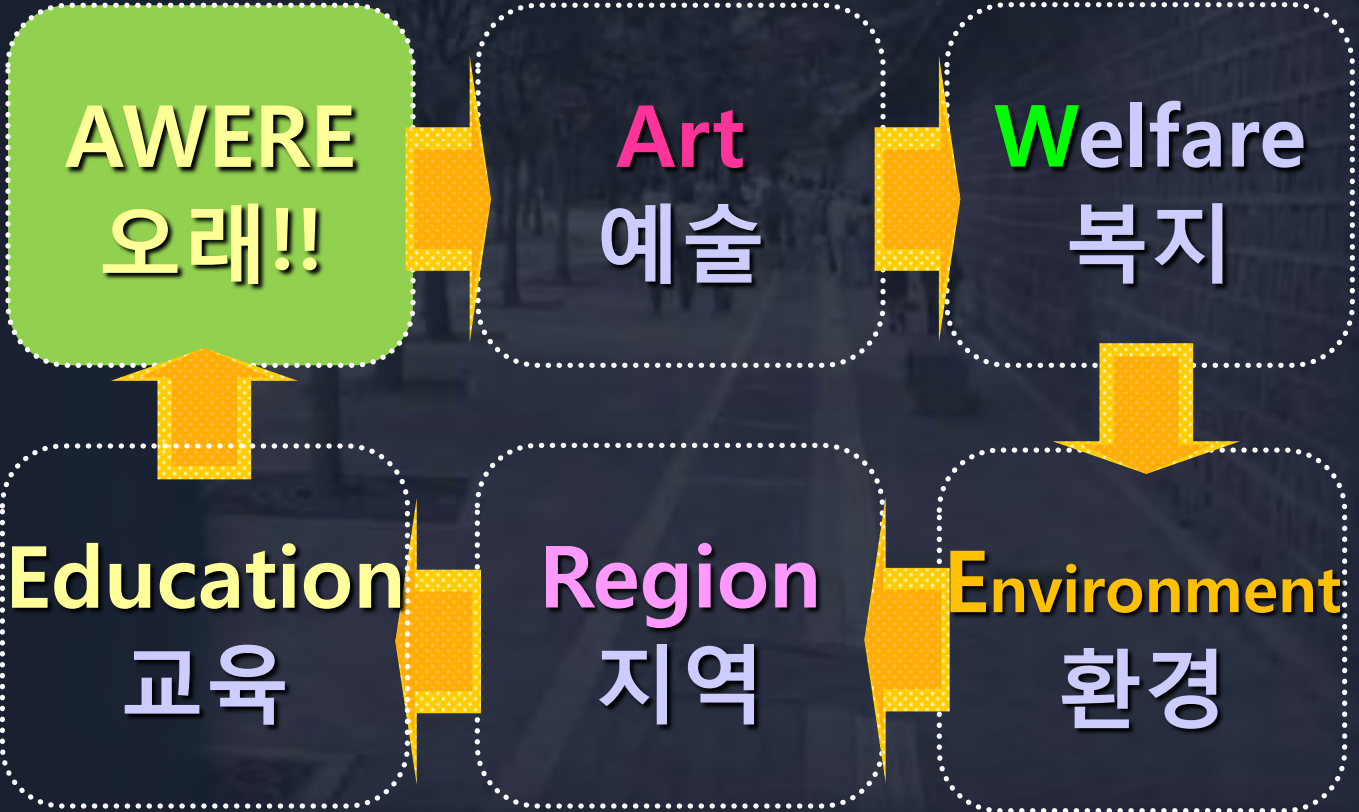 AWERE
오래!!
Art
예술
Welfare
복지
Education
교육
Region
지역
Environment
환경